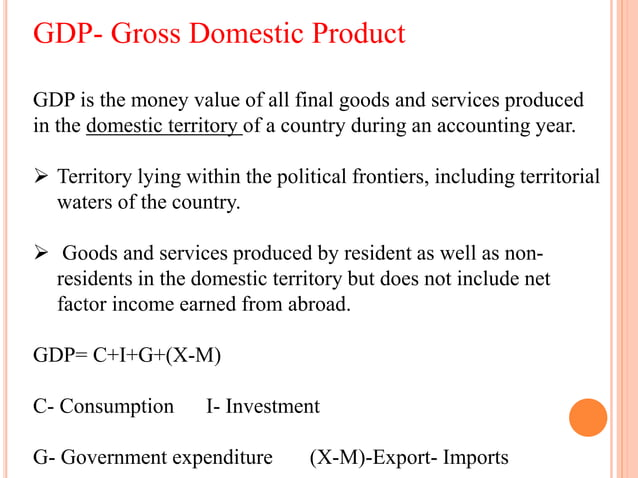 GDP- Gross Domestic Product
GDP is the money value of all final goods and services produced
in the domestic territory of a country during an accounting year.
➢ Territory lying within the political frontiers, including territorial
waters of the country.
➢ Goods and services produced by resident as well as non-
residents in the domestic territory but does not include net
factor income earned from abroad.
GDP= C+I+G+(X-M)
C- Consumption I- Investment
G- Government expenditure (X-M)-Export- Imports